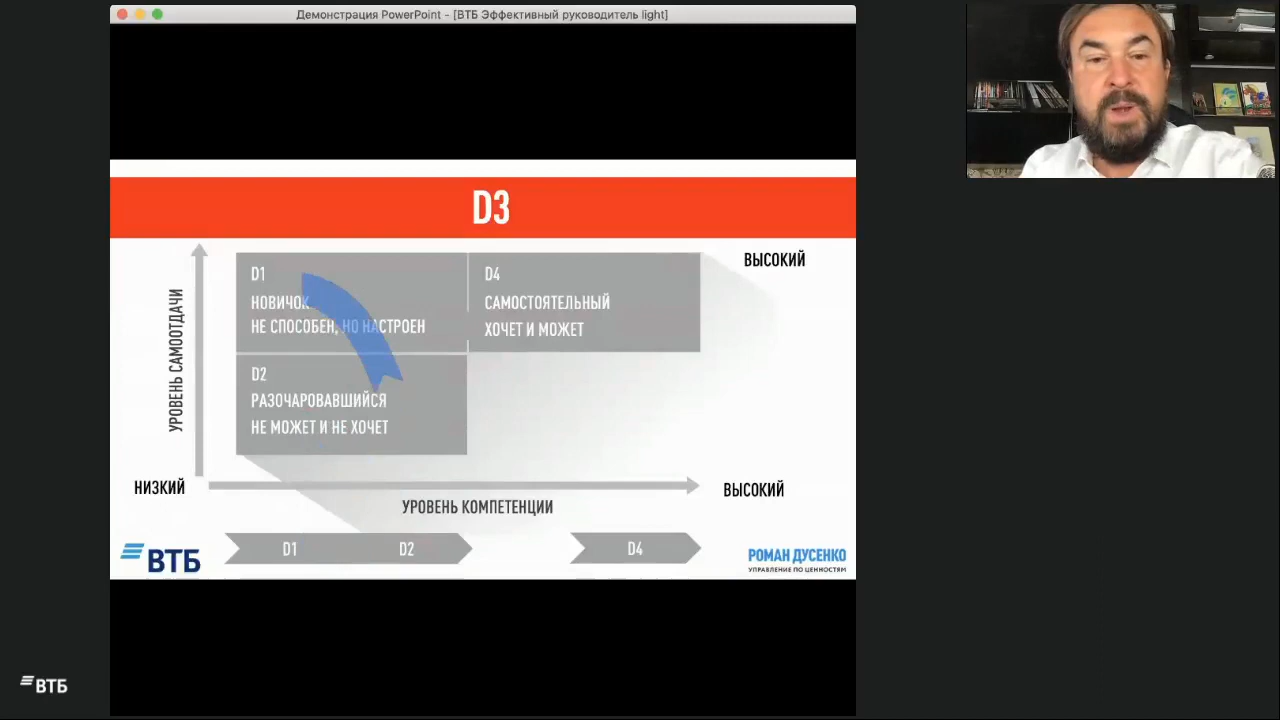 Демонстрация PowerPoint - [ВТБ Эффективный руководитель light]
D3
ВЫСОКИЙ
УРОВЕНЬ САМООТДАЧИ
D1
НОВИЧОК
НЕ СПОСОБЕН, НО НАСТРОЕН
D4
САМОСТОЯТЕЛЬНЫЙ
ХОЧЕТ И МОЖЕТ
D2
РАЗОЧАРОВАВШИЙСЯ
НЕ МОЖЕТ И НЕ ХОЧЕТ
НИЗКИЙ
ВЫСОКИЙ
УРОВЕНЬ КОМПЕТЕНЦИИ
D1
D2
D4
ВТБ
РОМАН ДУСЕНКО
УПРАВЛЕНИЕ ПО ЦЕННОСТЯМ
ВТБ